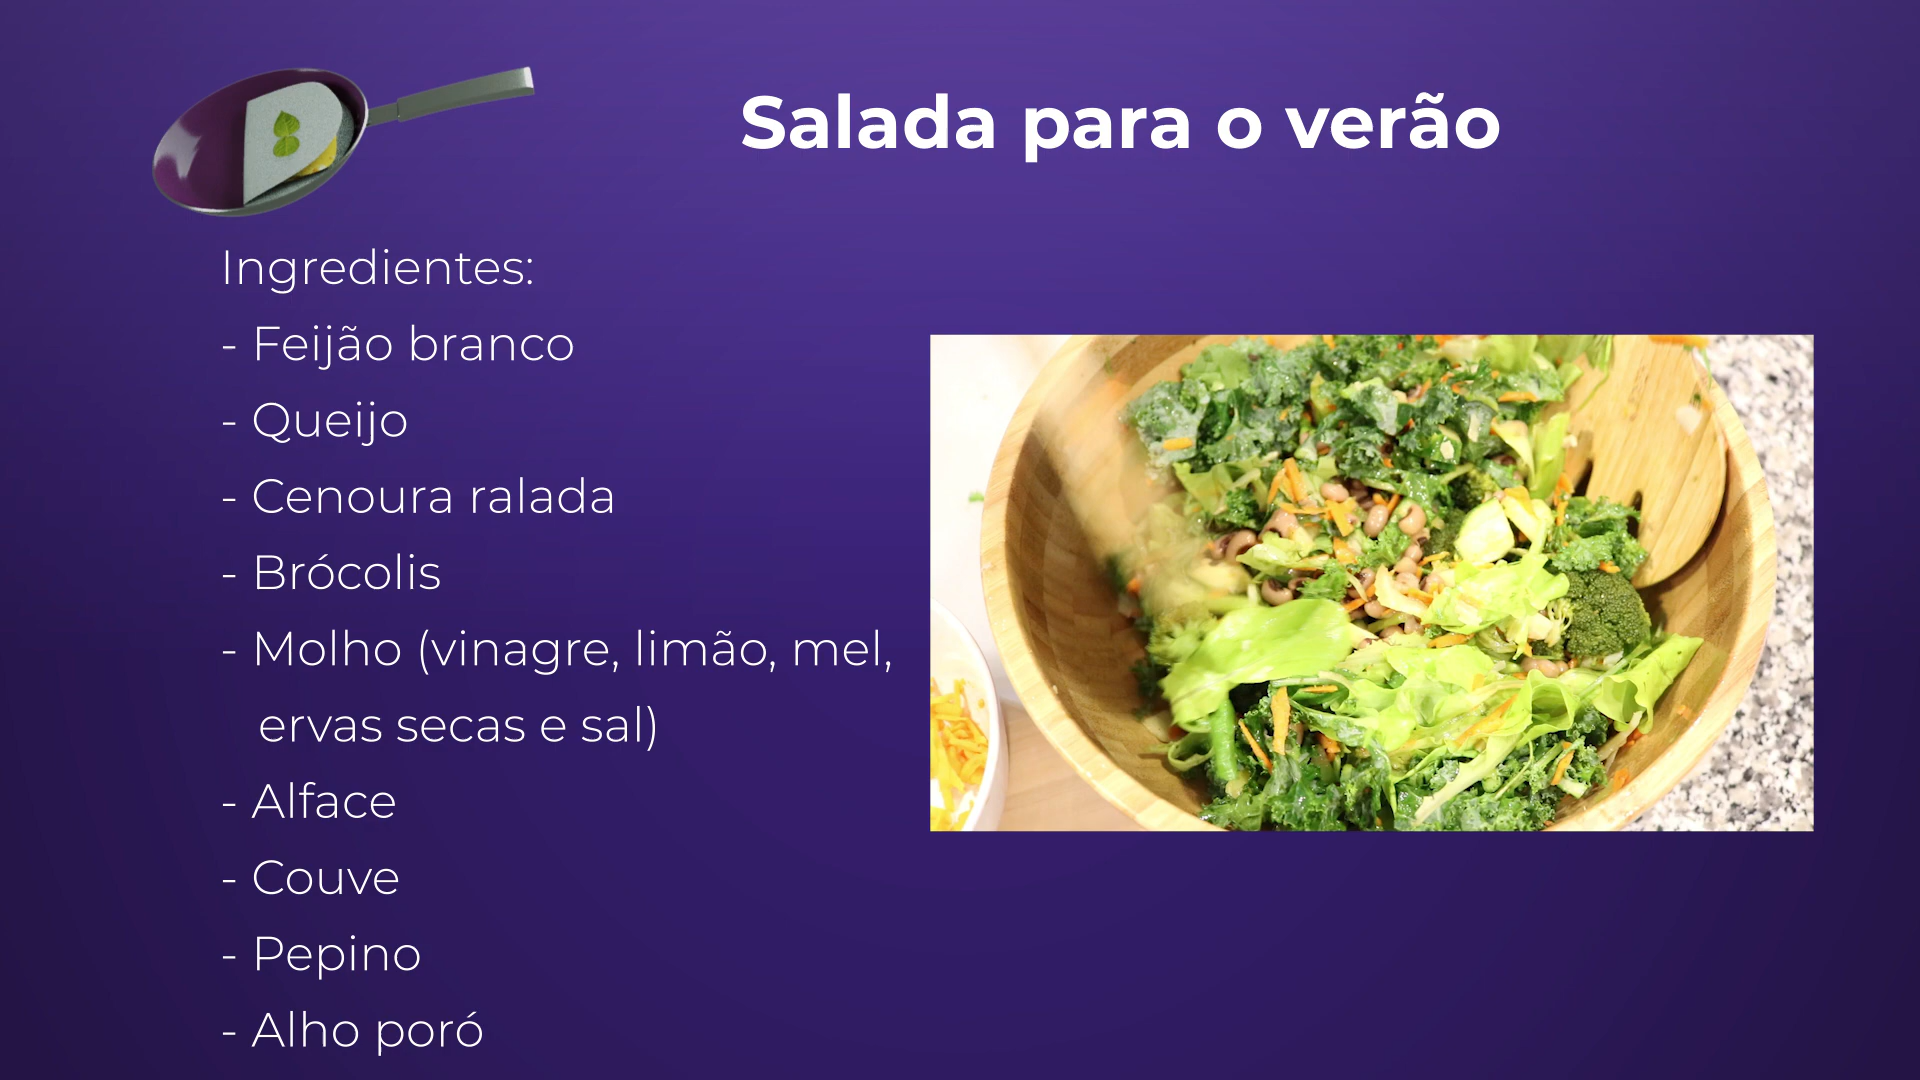 Salada para o verão
Ingredientes:
- Feijão branco
- Queijo
- Cenoura ralada
- Brócolis
- Molho (vinagre, limão, mel,
ervas secas e sal)
- Alface
- Couve
- Pepino
- Alho poró